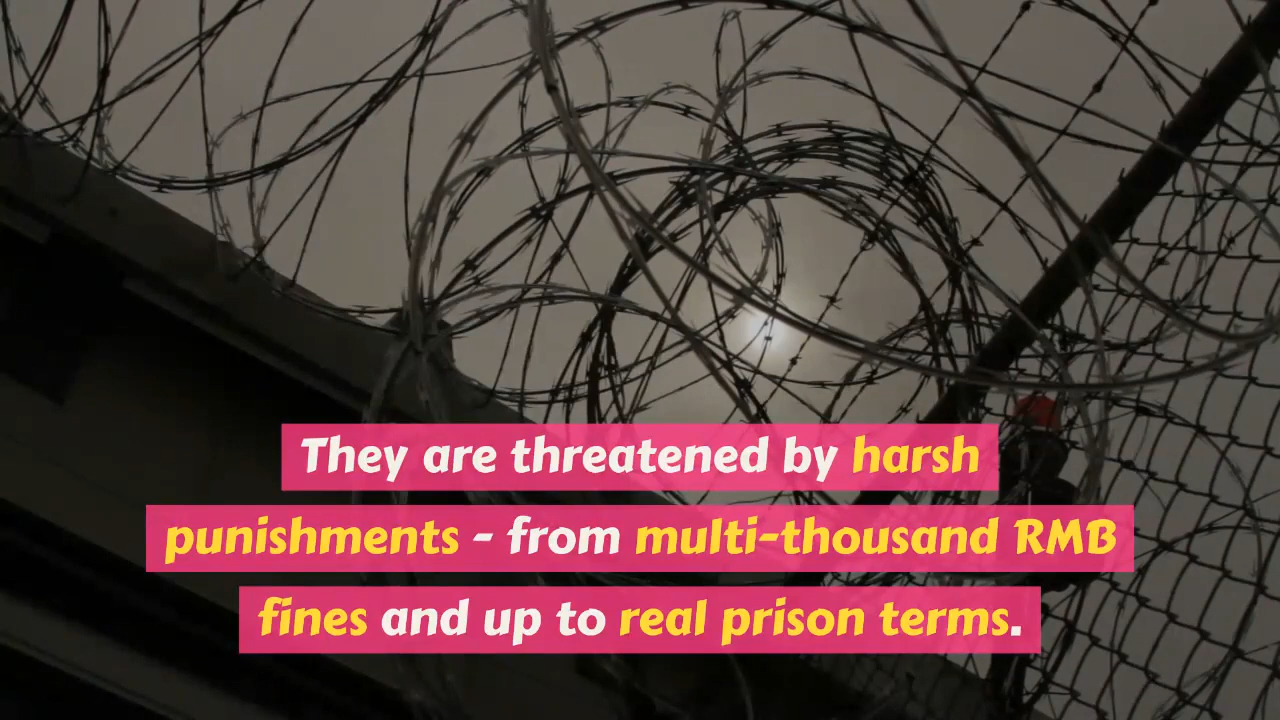 They are threatened by harsh
punishments - from multi-thousand RMB
fines and up to real prison terms.